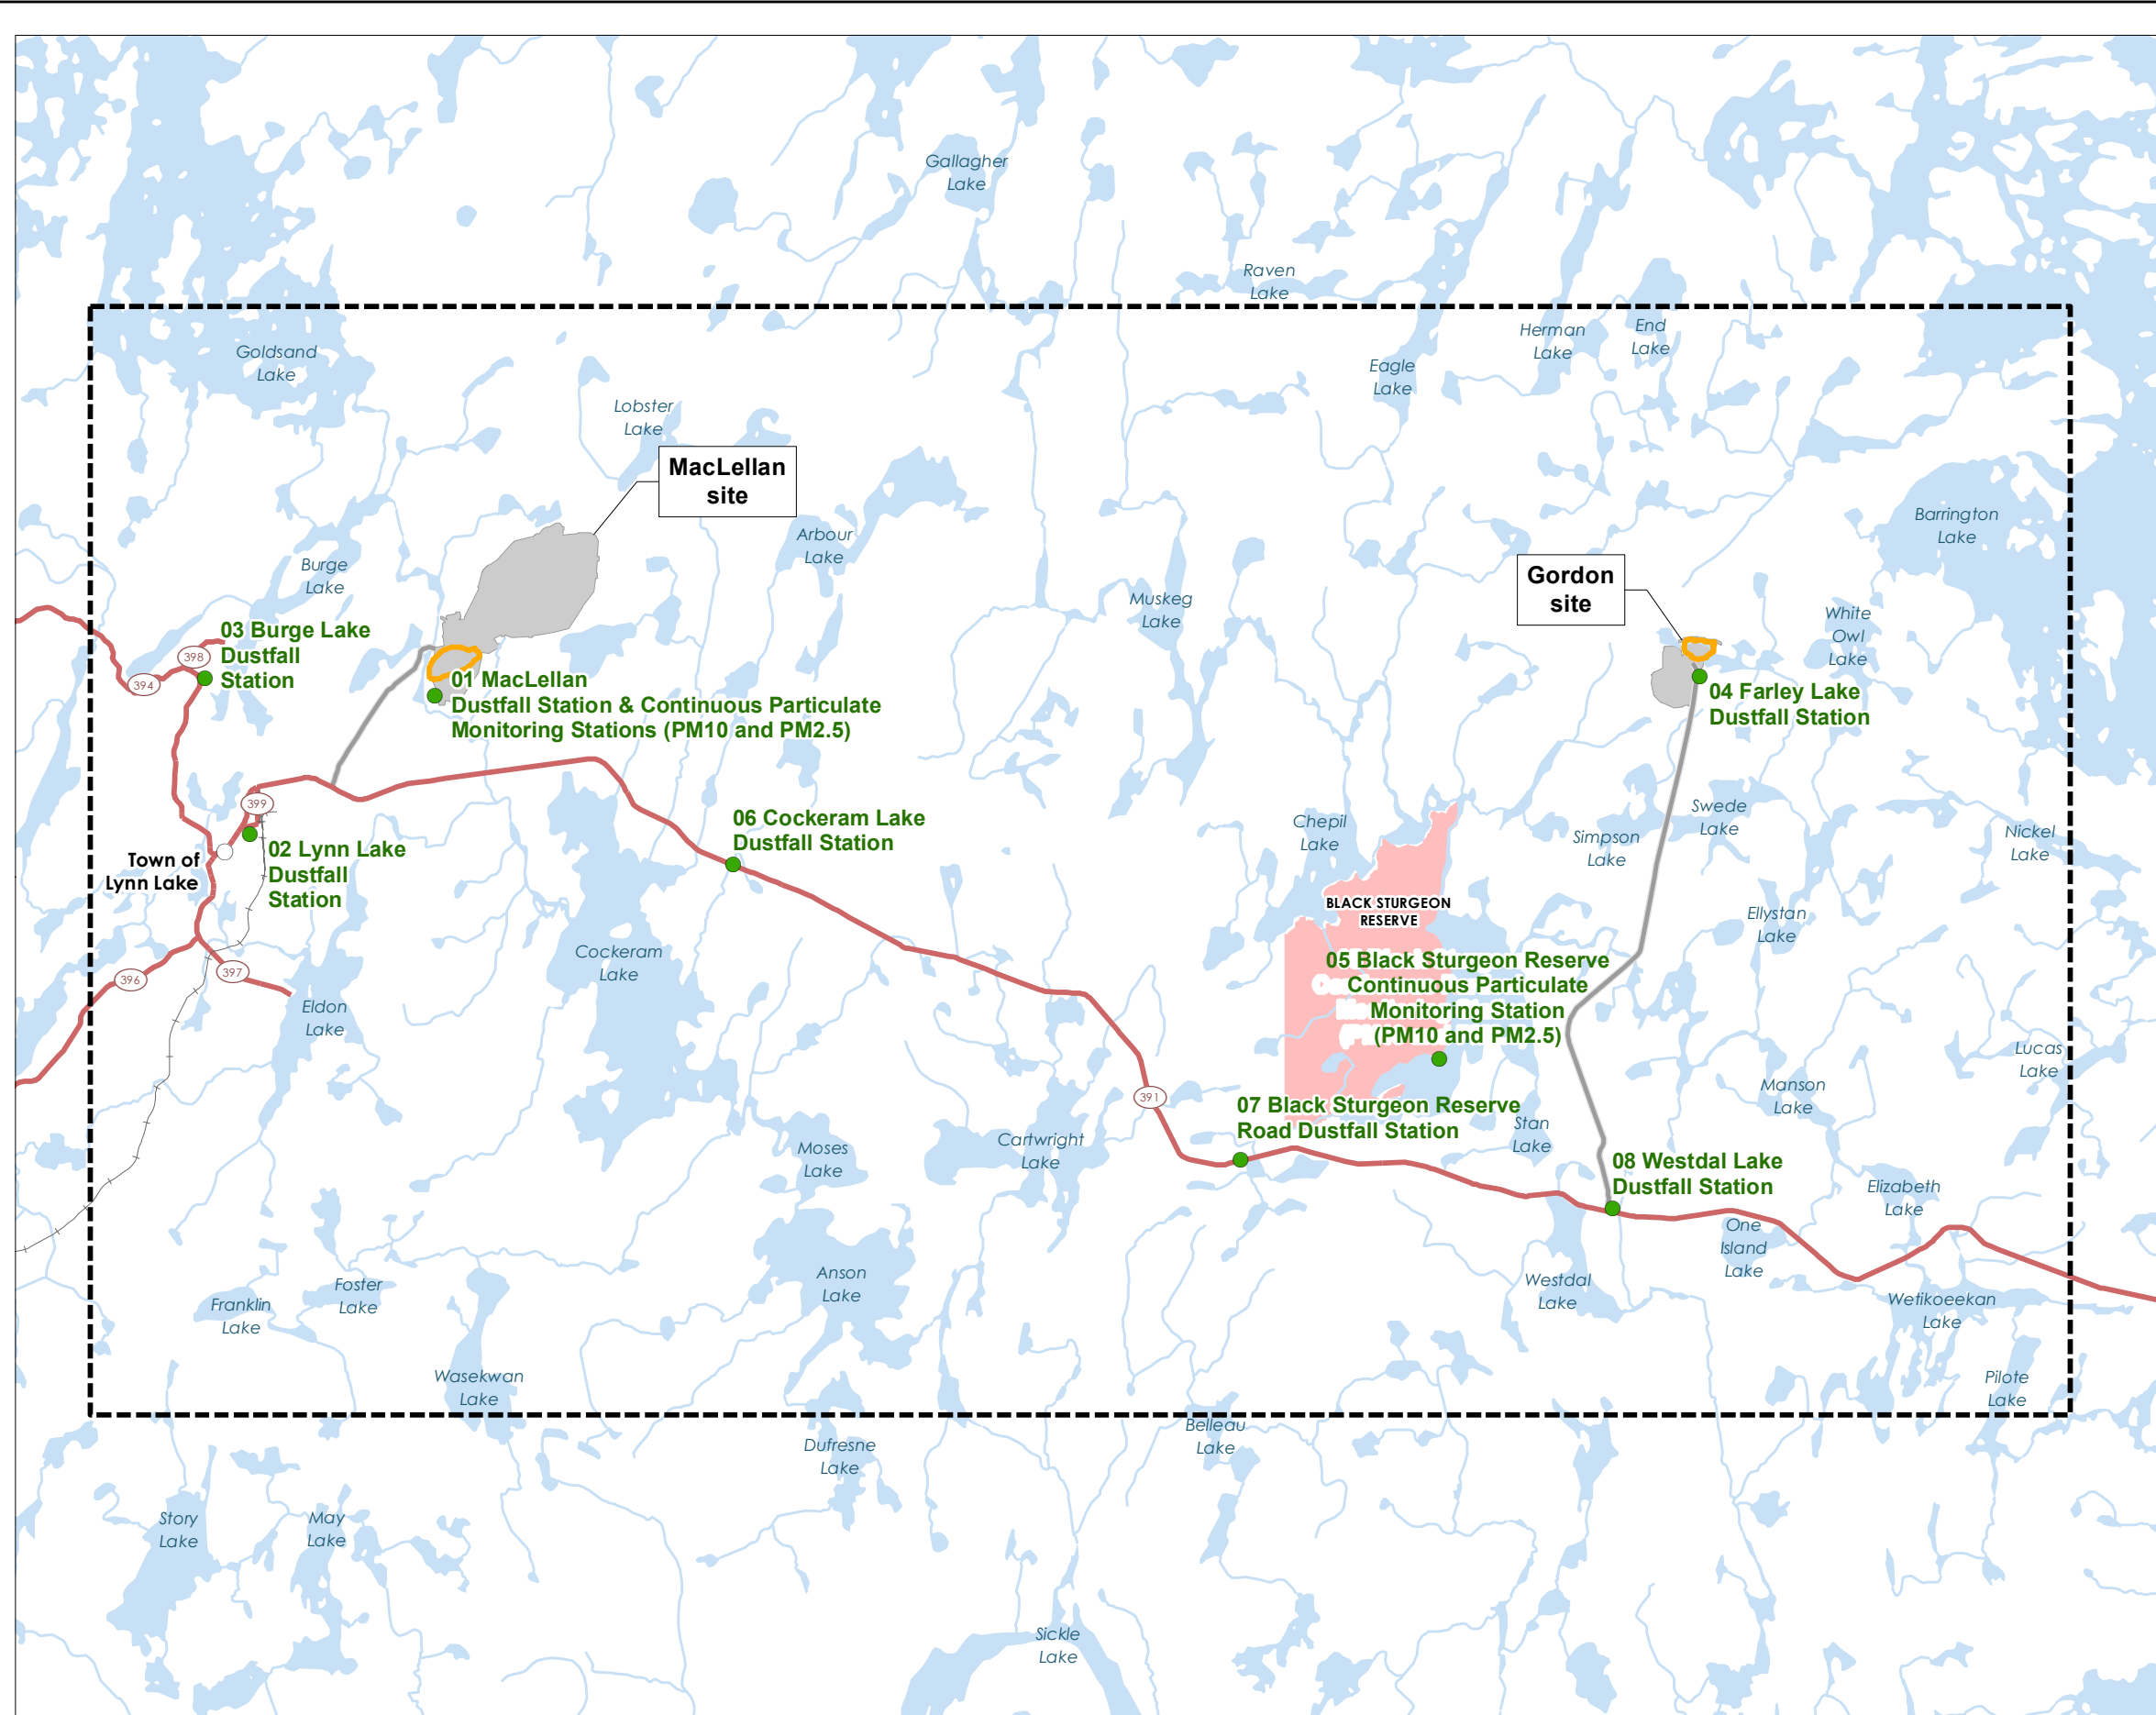 Gallagher
Lake
Raven
Lake
Goldsand
Lake
Herman
Lake
End
Lake
Eagle
Lake
Lobster
Lake
MacLellan
site
Arbour
Lake
Barrington
Lake
Burge
Lake
Muskeg
Lake
Gordon
site
White
Owl
Lake
03 Burge Lake
Dustfall
Station
398
394
01 MacLellan
Dustfall Station & Continuous Particulate
Monitoring Stations (PM10 and PM2.5)
04 Farley Lake
Dustfall Station
399
06 Cockeram Lake
Dustfall Station
Chepil
Lake
Simpson
Lake
Swede
Lake
Nickel
Lake
Town of
Lynn Lake
02 Lynn Lake
Dustfall
Station
BLACK STURGEON
RESERVE
Ellystan
Lake
Cockeram
Lake
05 Black Sturgeon Reserve
Continuous Particulate
Monitoring Station
(PM10 and PM2.5)
396
397
Eldon
Lake
Lucas
Lake
Manson
Lake
391
07 Black Sturgeon Reserve
Road Dustfall Station
Stan
Lake
Moses
Lake
Cartwright
Lake
08 Westdal Lake
Dustfall Station
Elizabeth
Lake
One
Island
Lake
Anson
Lake
Westdal
Lake
Foster
Lake
Franklin
Lake
Wetikoeekan
Lake
Wasekwan
Lake
Pilote
Lake
Belleau
Lake
Dufresne
Lake
Story
Lake
May
Lake
Sickle
Lake